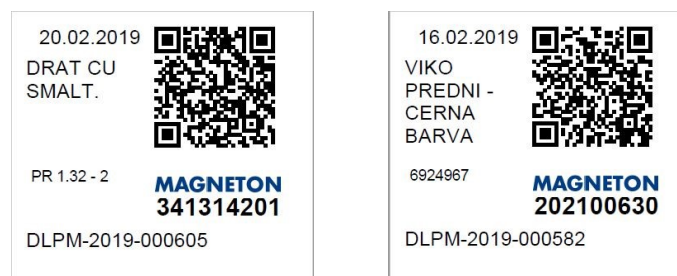 20.02.2019
DRAT CU
SMALT.
PR 1.32 - 2
MAGNETON
341314201
DLPM-2019-000605
16.02.2019
VIKO
PREDNI -
CERNA
BARVA
6924967
MAGNETON
202100630
DLPM-2019-000582